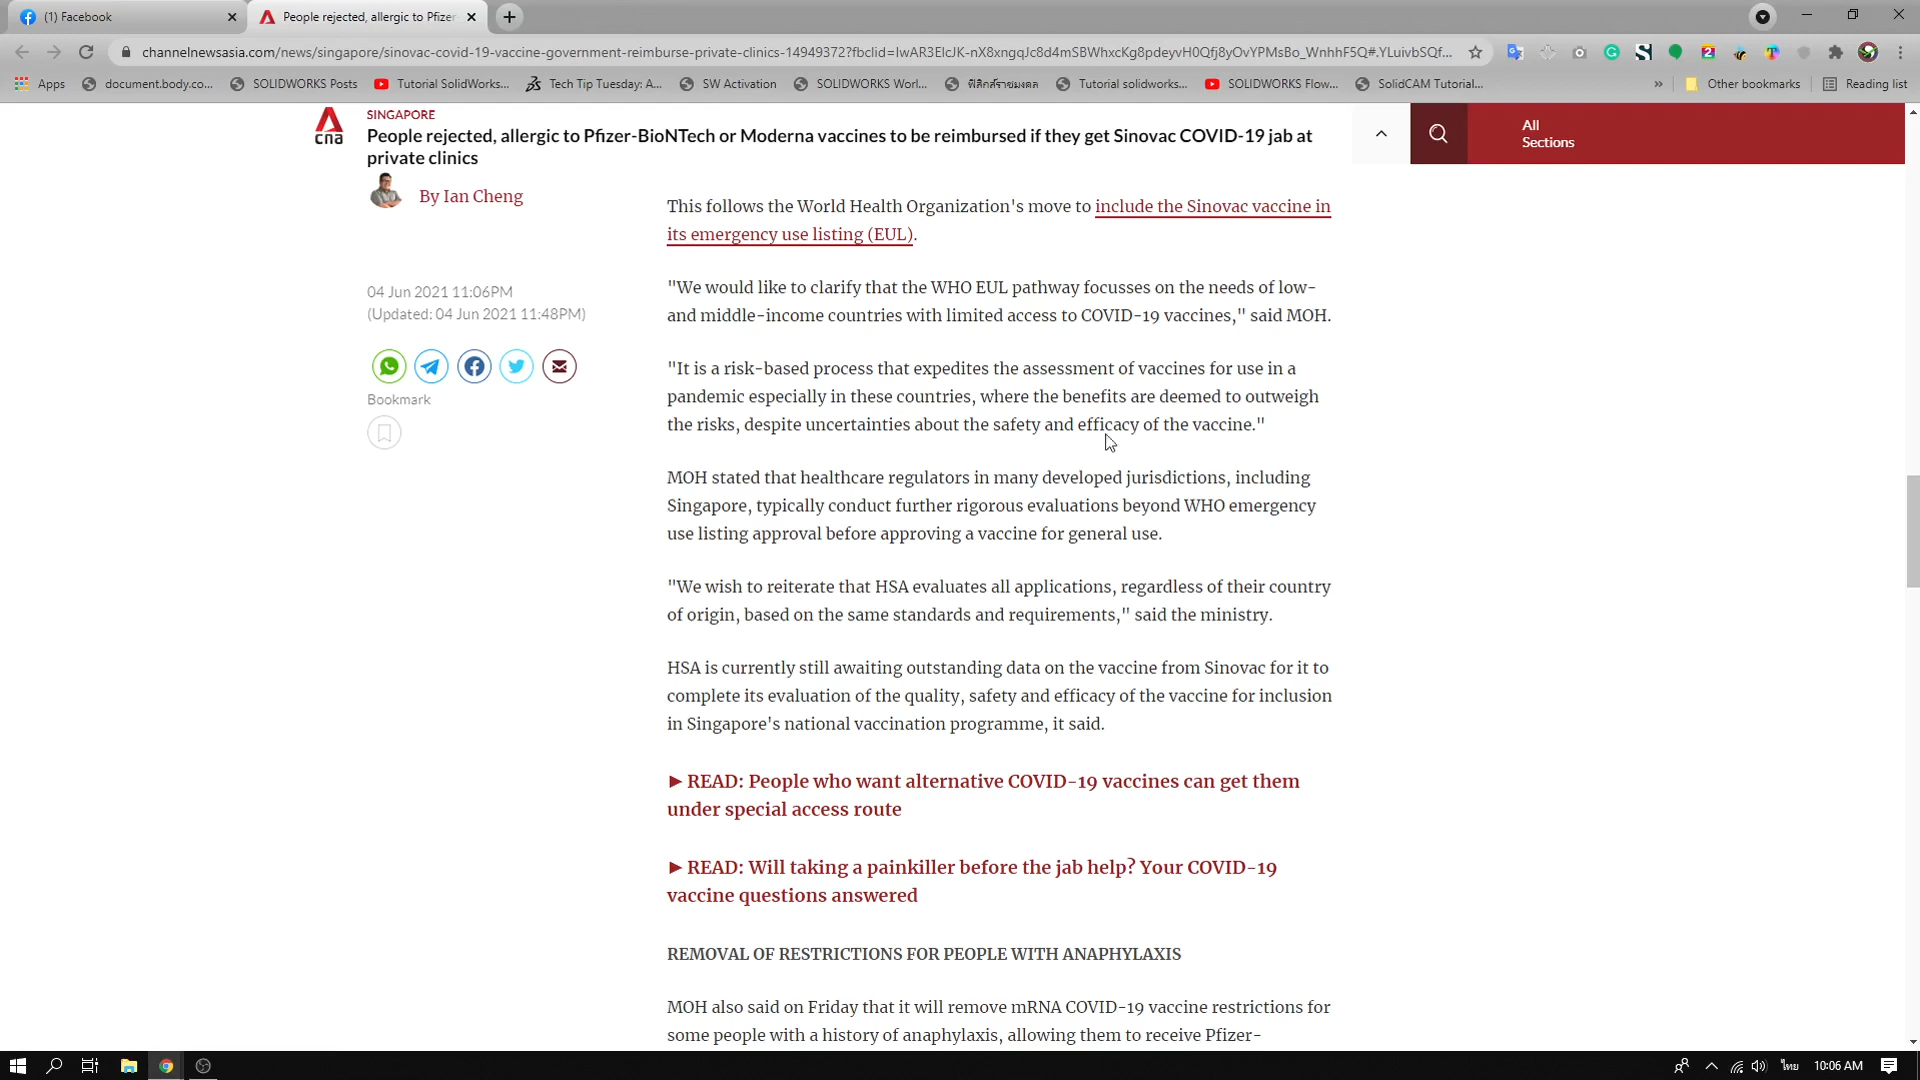 (1) Facebook
People rejected, allergic to Pfizer
channelnewsasia.com/news/singapore/sinovac-covid-19-vaccine-government-reimburse-private-clinics-14949372?fbclid=IwAR3ElcJK-nX8xngqJc8d4mSBWhxcKg8pdeyvH0Qfj8yOvYPMsBo_WnhhF5Q#.YLuivbSQf...
Apps
document.body.co...
SOLIDWORKS Posts
Tutorial SolidWorks...
Tech Tip Tuesday: A...
SW Activation
SOLIDWORKS Worl...
ฟิสิกส์ราชมงคล
Tutorial solidworks...
SOLIDWORKS Flow...
SolidCAM Tutorial...
»
Other bookmarks
Reading list
cna
SINGAPORE
People rejected, allergic to Pfizer-BioNTech or Moderna vaccines to be reimbursed if they get Sinovac COVID-19 jab at
private clinics
All
Sections
By Ian Cheng
04 Jun 2021 11:06PM
(Updated: 04 Jun 2021 11:48PM)
Bookmark
This follows the World Health Organization's move to include the Sinovac vaccine in
its emergency use listing (EUL).
"We would like to clarify that the WHO EUL pathway focusses on the needs of low-
and middle-income countries with limited access to COVID-19 vaccines," said MOH.
"It is a risk-based process that expedites the assessment of vaccines for use in a
pandemic especially in these countries, where the benefits are deemed to outweigh
the risks, despite uncertainties about the safety and efficacy of the vaccine."
MOH stated that healthcare regulators in many developed jurisdictions, including
Singapore, typically conduct further rigorous evaluations beyond WHO emergency
use listing approval before approving a vaccine for general use.
"We wish to reiterate that HSA evaluates all applications, regardless of their country
of origin, based on the same standards and requirements," said the ministry.
HSA is currently still awaiting outstanding data on the vaccine from Sinovac for it to
complete its evaluation of the quality, safety and efficacy of the vaccine for inclusion
in Singapore's national vaccination programme, it said.
►READ: People who want alternative COVID-19 vaccines can get them
under special access route
►READ: Will taking a painkiller before the jab help? Your COVID-19
vaccine questions answered
REMOVAL OF RESTRICTIONS FOR PEOPLE WITH ANAPHYLAXIS
MOH also said on Friday that it will remove mRNA COVID-19 vaccine restrictions for
some people with a history of anaphylaxis, allowing them to receive Pfizer-
ไทย
10:06 AM